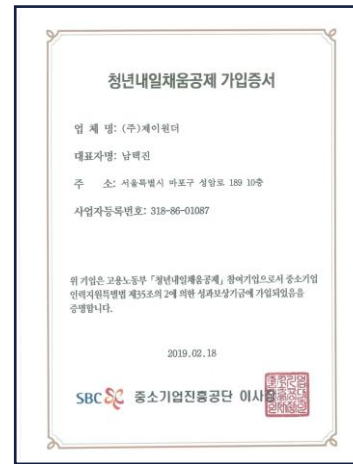 청년내일채움공제 가입증서
업 체 명: (주)제이원더
대표자명: 남택진
주 소: 서울특별시 마포구 성암로 189 10층
사업자등록번호: 318-86-01087
위 기업은 고용노동부 「청년내일채움공제」 참여기업으로서 중소기업
인력지원특별법 제35조의 2에 의한 성과보상기금에 가입되었음을
증명합니다.
2019.02.18
SBC 중소기업진흥공단 이사장